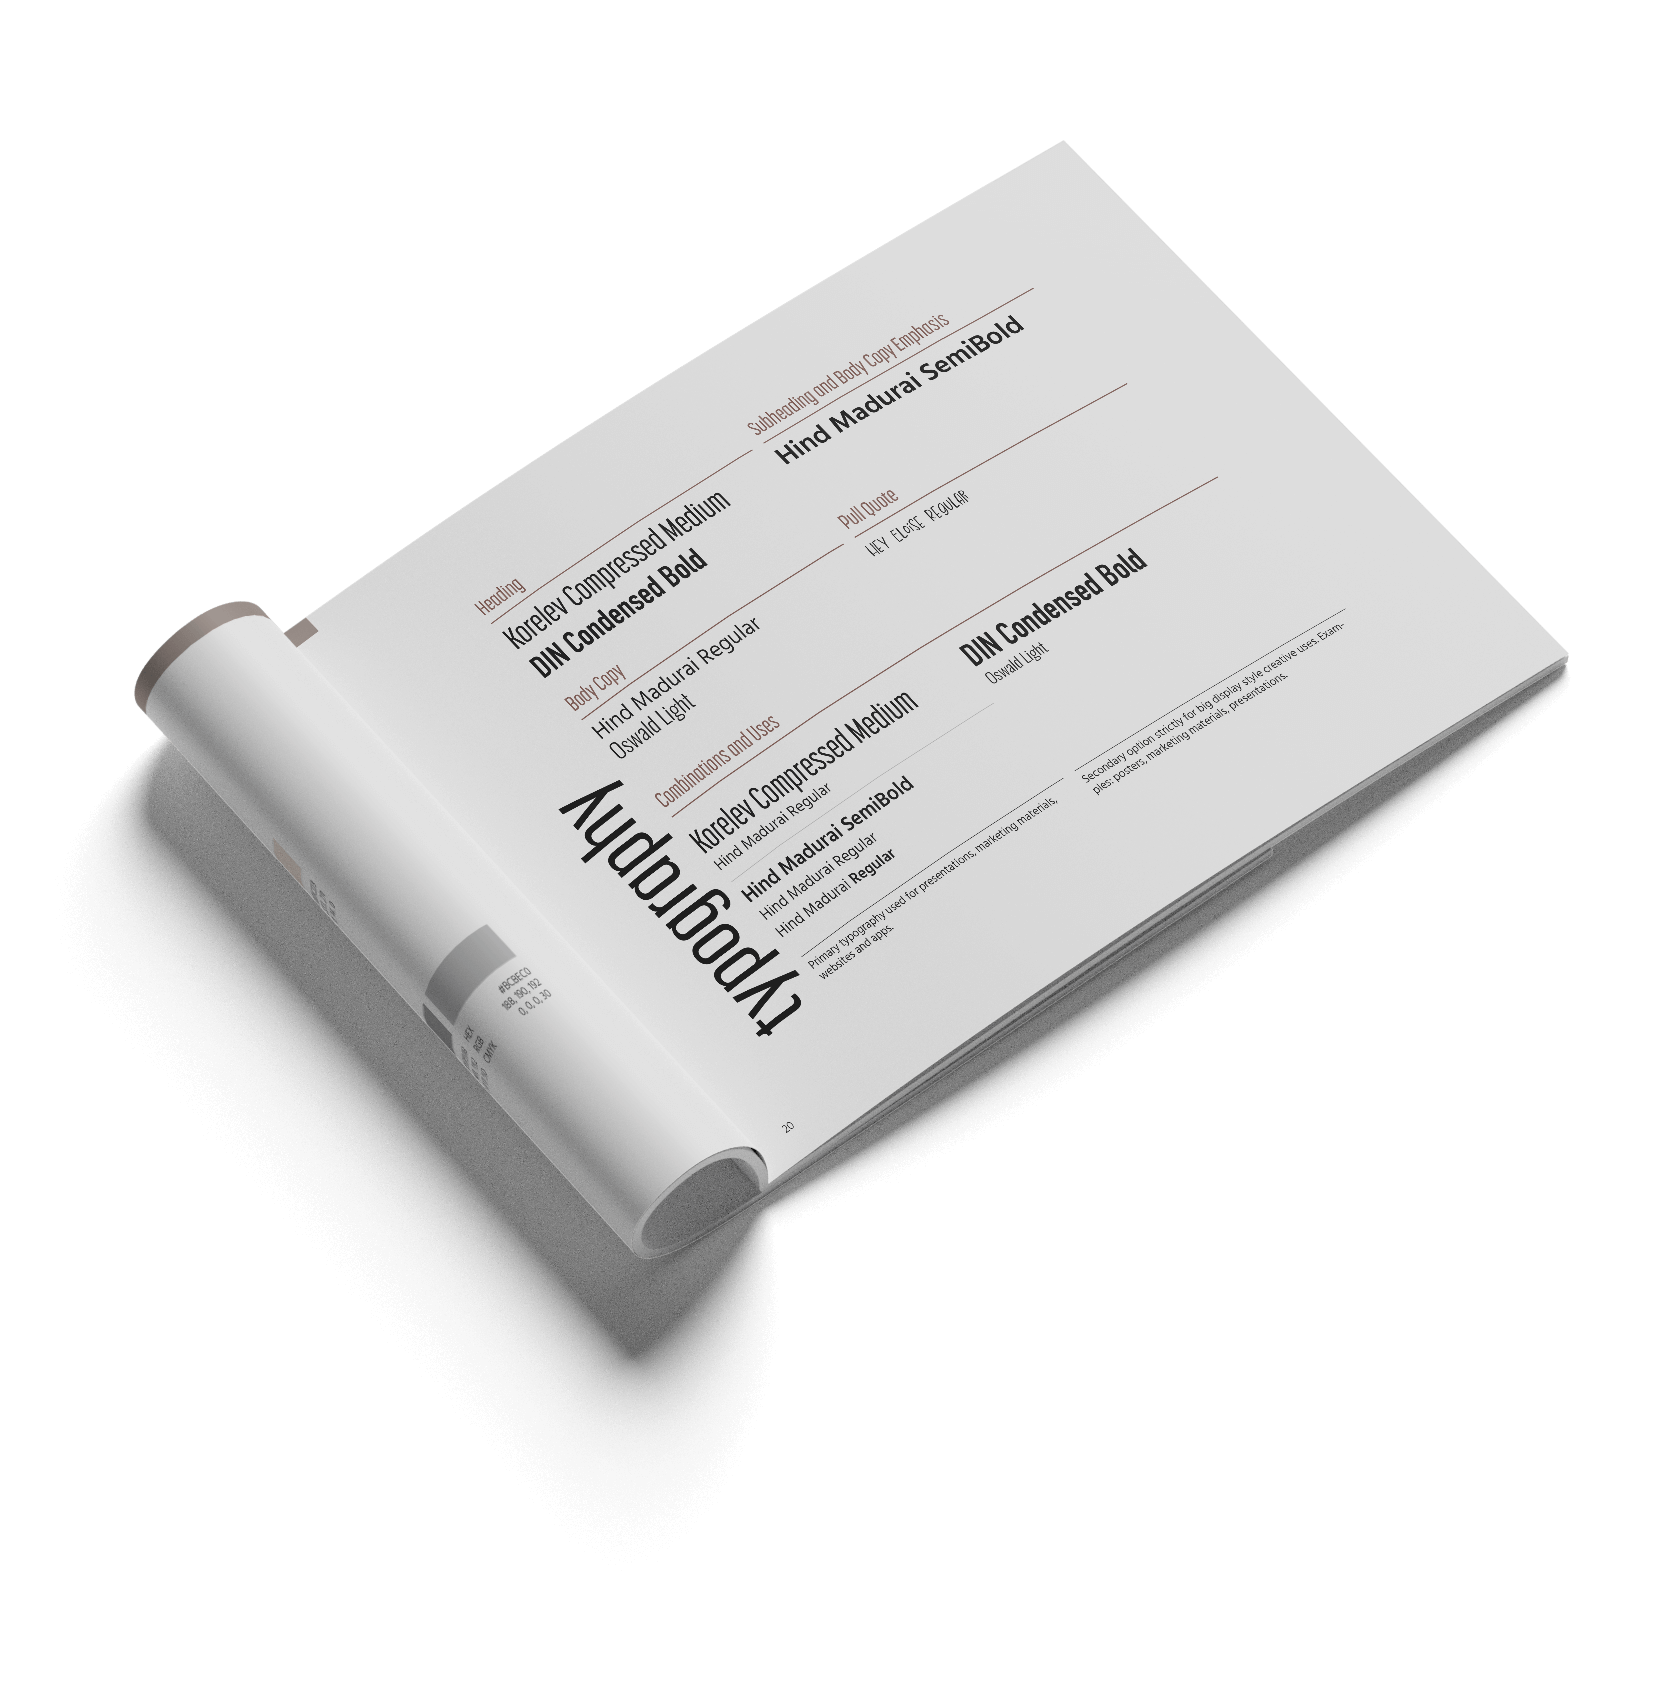 typography
Heading
Korelev Compressed Medium
DIN Condensed Bold
Subheading and Body Copy Emphasis
Hind Madurai SemiBold
Body Copy
Hind Madurai Regular
Oswald Light
Pull Quote
HEY ELOISE REGULAR
Combinations and Uses
Korelev Compressed Medium
Hind Madurai Regular
Hind Madurai SemiBold
Hind Madurai Regular
Hind Madurai Regular
Primary typography used for presentations, marketing materials,
websites and apps.
DIN Condensed Bold
Oswald Light
Secondary option strictly for big display style creative uses. Exam-
ples: posters, marketing materials, presentations.
20
#BCBEC0
188, 190, 192
0, 0, 0, 30
HEX
RGB
CMYK